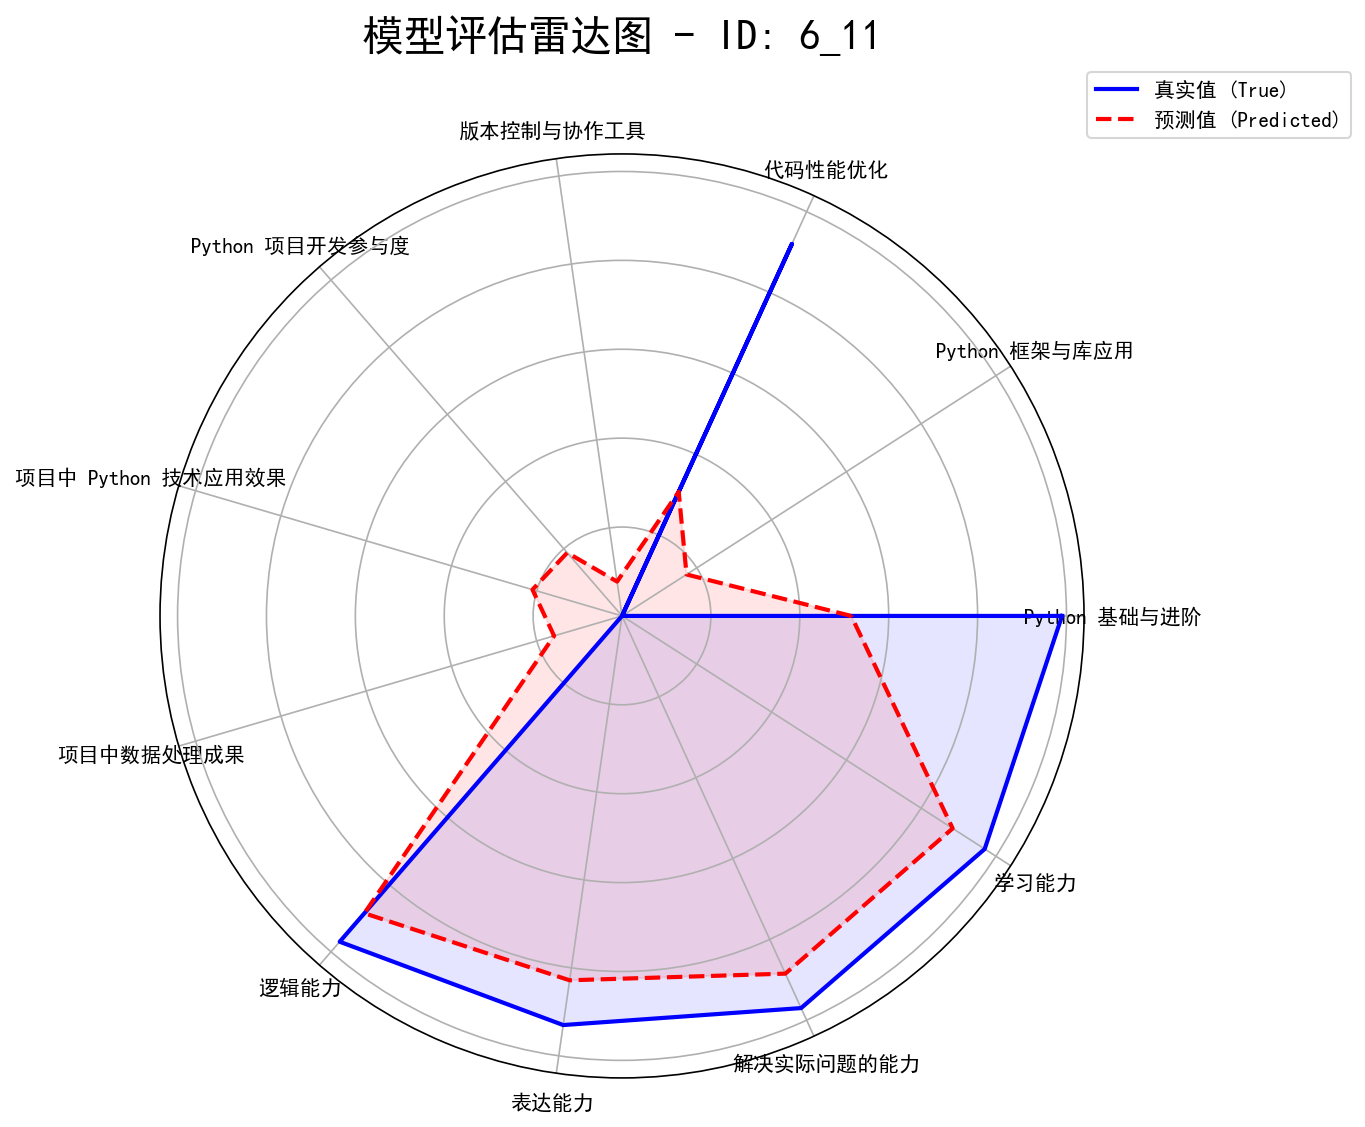 模型评估雷达图 - ID: 6_11
真实值 (True)
预测值 (Predicted)
版本控制与协作工具
代码性能优化
Python 项目开发参与度
Python 框架与库应用
项目中 Python 技术应用效果
Python 基础与进阶
项目中数据处理成果
学习能力
逻辑能力
解决实际问题的能力
表达能力